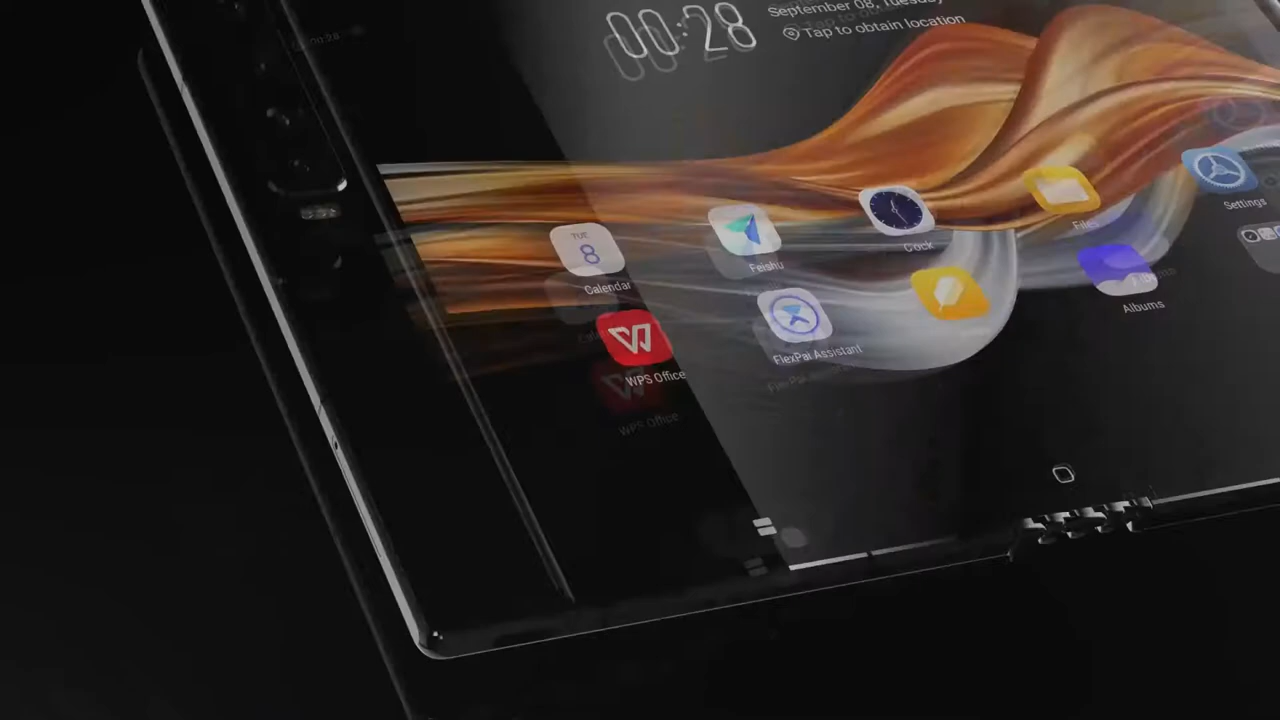 00:28
September 08, Tuesday
Tap to obtain location
TUE
8
Calendar
Feishu
Clock
Files
Settings
WPS Office
FlexPai Assistant
Albums